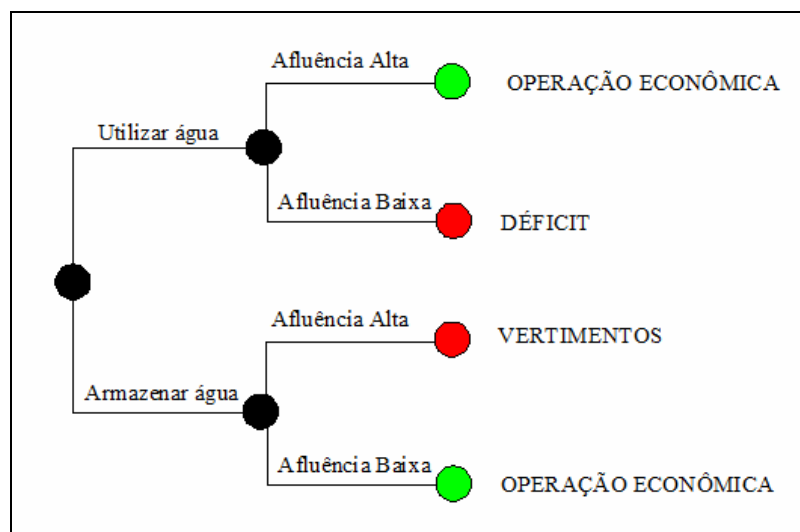 Afluência Alta
OPERAÇÃO ECONÔMICA
Utilizar água
Afluência Baixa
DÉFICIT
Afluência Alta
VERTIMENTOS
Armazenar água
Afluência Baixa
OPERAÇÃO ECONÔMICA